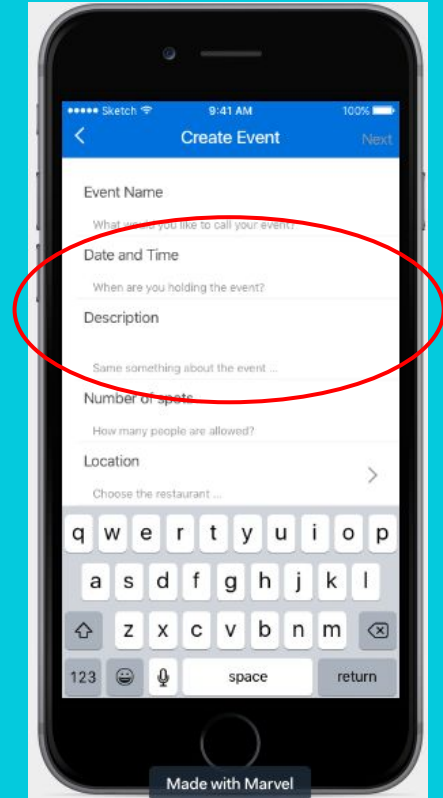 Sketch 9:41 AM 100%
Create Event Next
Event Name
What would you like to call your event?
Date and Time
When are you holding the event?
Description
Same something about the event ...
Number of spots
How many people are allowed?
Location
Choose the restaurant ...
q w e r t y u i o p
a s d f g h j k l
z x c v b n m
123 space return
Made with Marvel